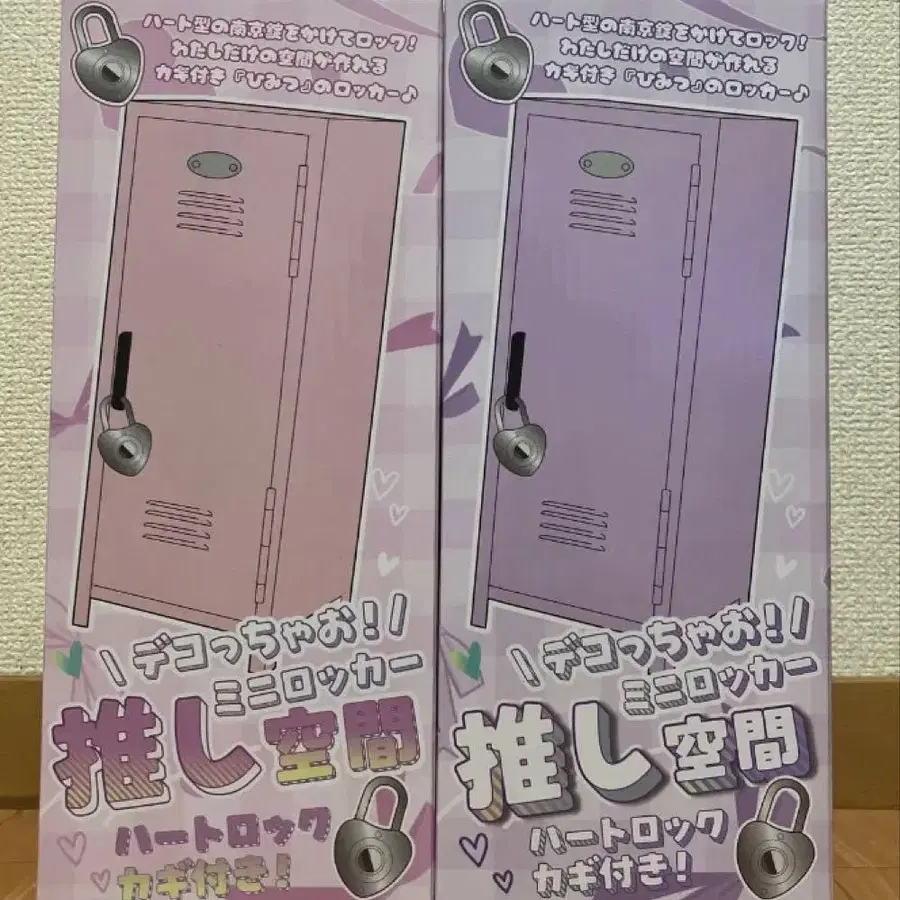 ハート型の南京錠をかけてロック!
わたしだけの空間が作れる
カギ付き『ひみつ』のロッカー♪
\デコっちゃお!/
ミニロッカー
推し空間
ハートロック
カギ付き!
ハート型の南京錠をかけてロック!
わたしだけの空間が作れる
カギ付き『ひみつ』のロッカー♪
\デコっちゃお!/
ミニロッカー
推し空間
ハートロック
カギ付き!